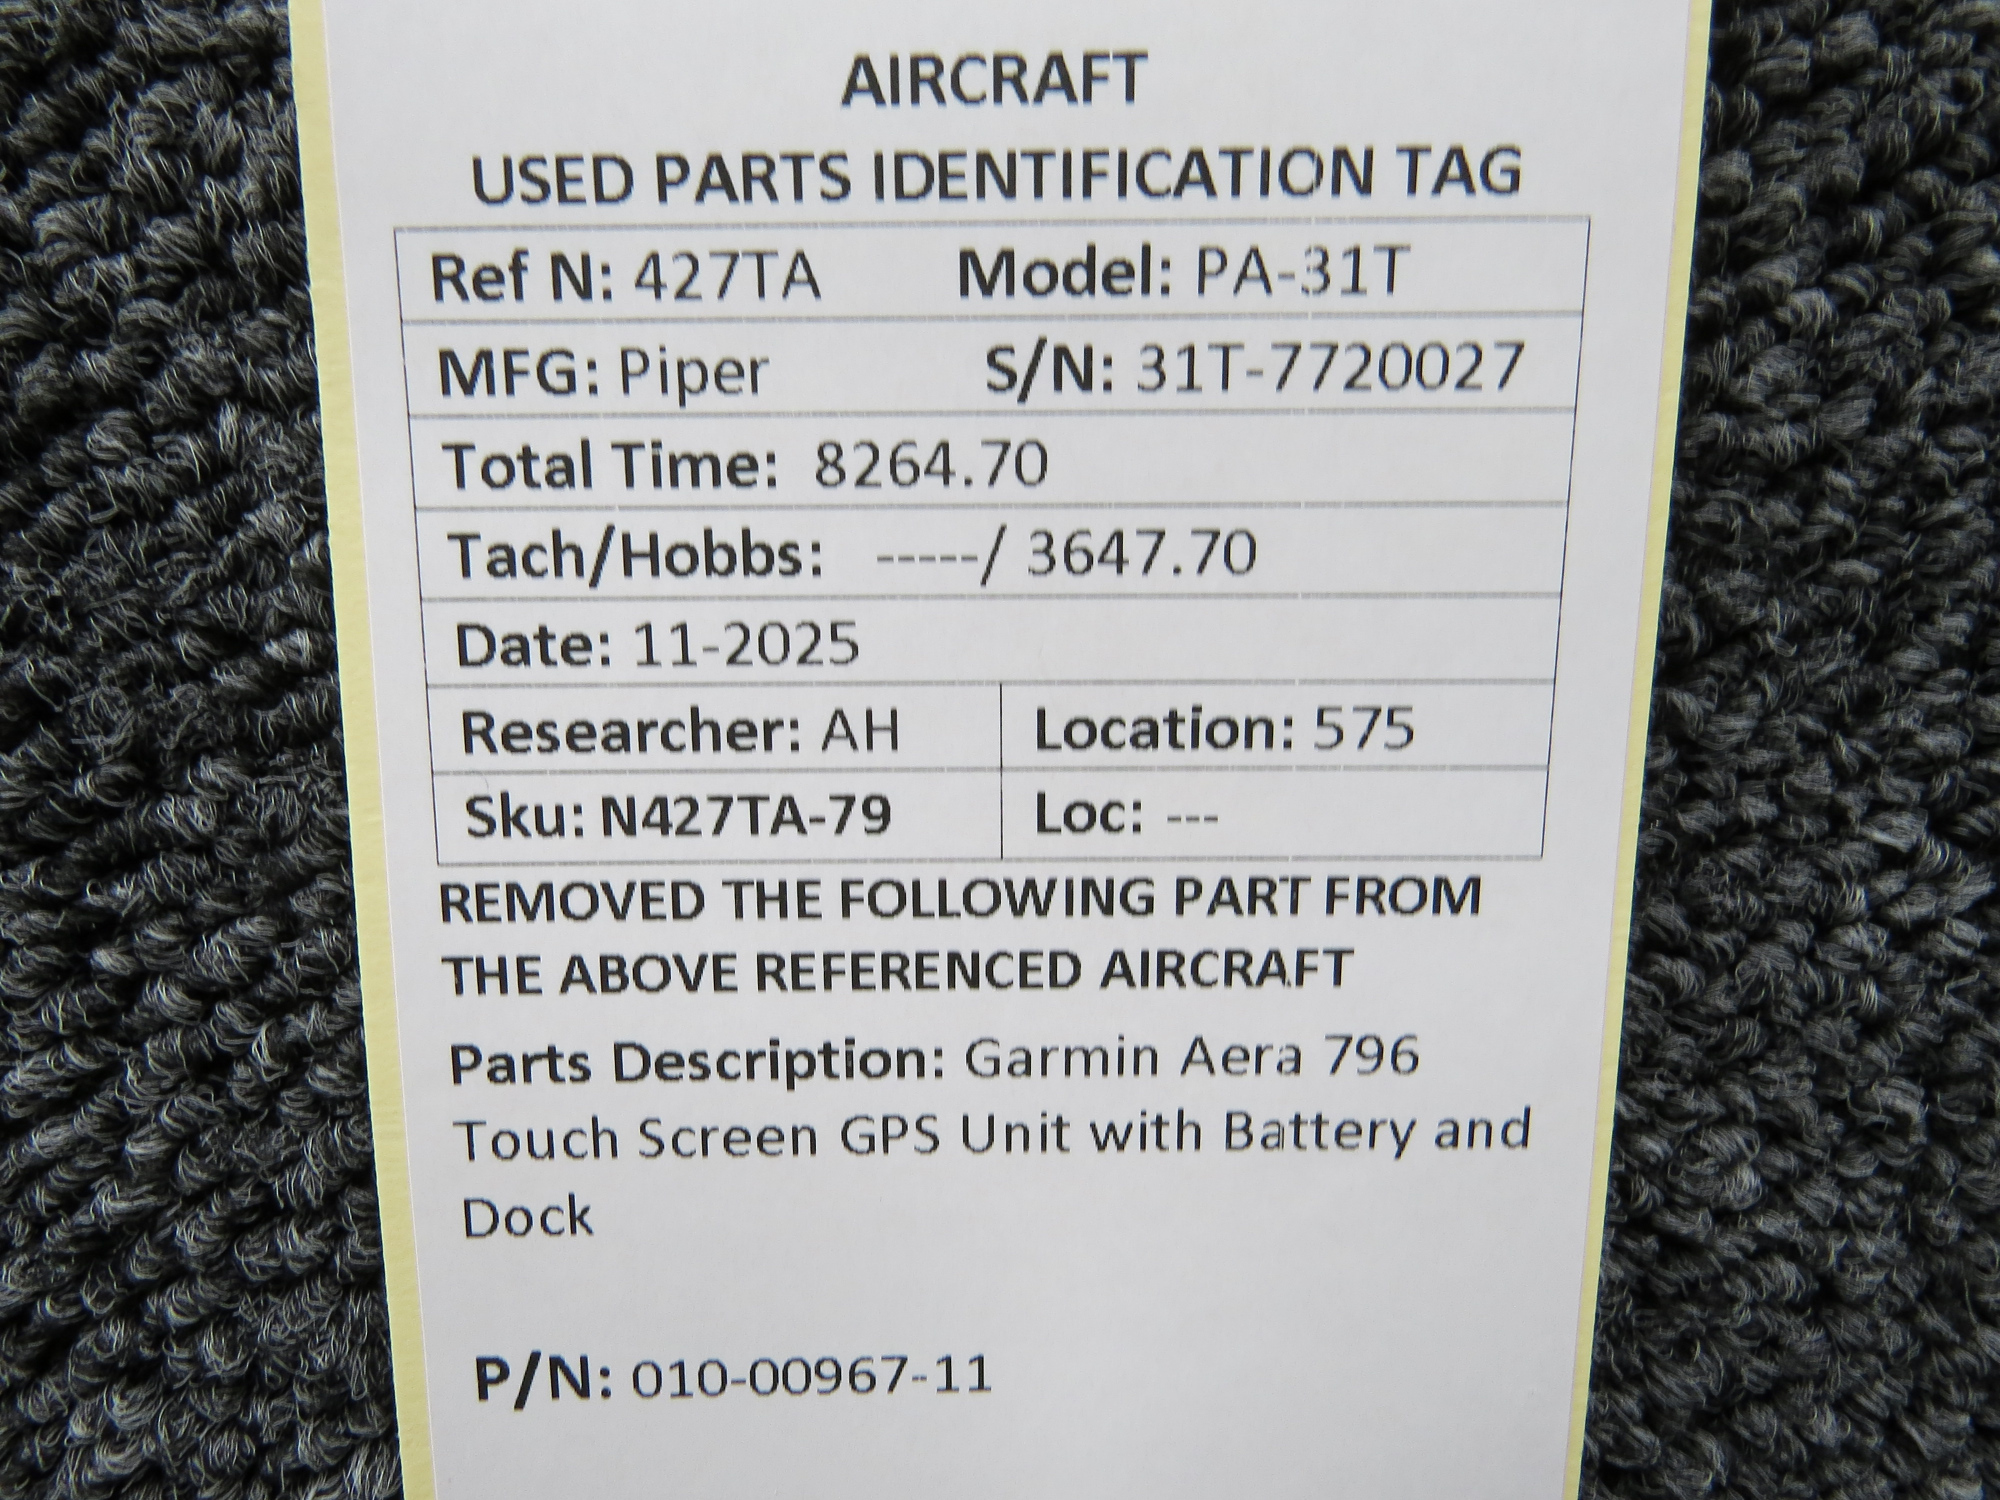 AIRCRAFT
USED PARTS IDENTIFICATION TAG
Ref N: 427TA Model: PA-31T
MFG: Piper S/N: 31T-7720027
Total Time: 8264.70
Tach/Hobbs: -----/ 3647.70
Date: 11-2025
Researcher: AH Location: 575
Sku: N427TA-79 Loc: ---
REMOVED THE FOLLOWING PART FROM
THE ABOVE REFERENCED AIRCRAFT
Parts Description: Garmin Aera 796
Touch Screen GPS Unit with Battery and
Dock
P/N: 010-00967-11